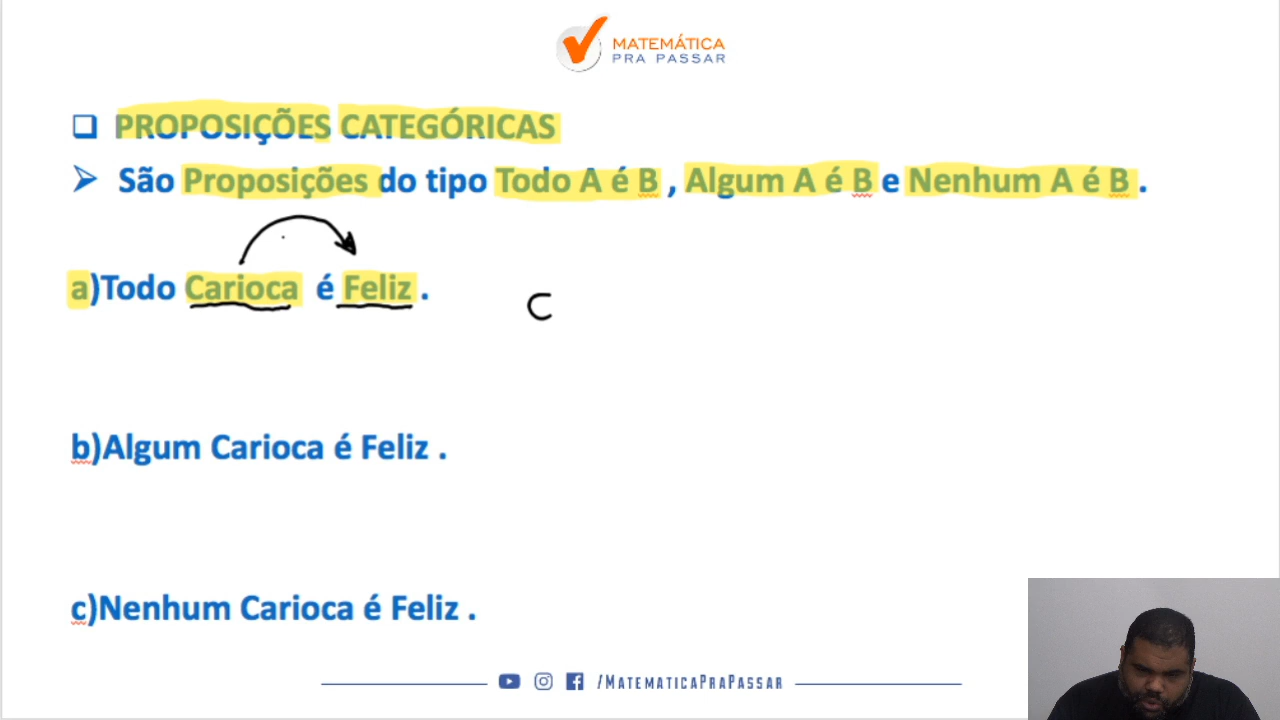 MATEMÁTICA
PRA PASSAR
PROPOSIÇÕES CATEGÓRICAS
São Proposições do tipo Todo A é B , Algum A é B e Nenhum A é B .
a)Todo Carioca é Feliz .
C
b)Algum Carioca é Feliz .
c)Nenhum Carioca é Feliz .
/MATEMATICAPRAPASSAR